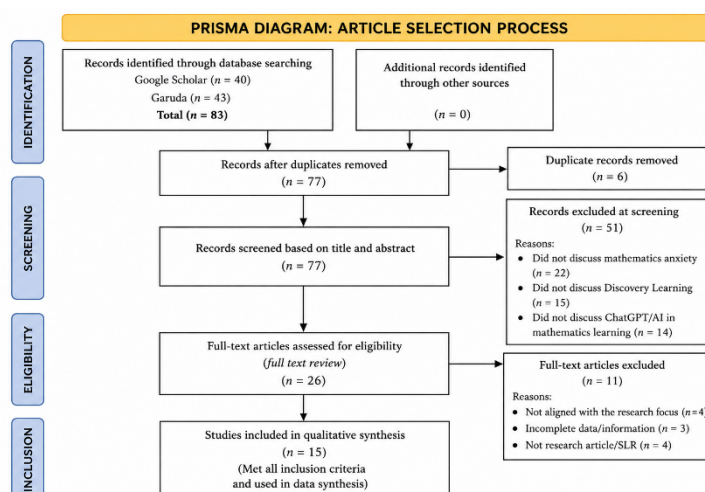 PRISMA DIAGRAM: ARTICLE SELECTION PROCESS
IDENTIFICATION
Records identified through database searching
Google Scholar (n = 40)
Garuda (n = 43)
Total (n = 83)
Additional records identified
through other sources
(n = 0)
Records after duplicates removed
(n = 77)
Duplicate records removed
(n = 6)
SCREENING
Records screened based on title and abstract
(n = 77)
Records excluded at screening
(n = 51)
Reasons:
• Did not discuss mathematics anxiety
(n = 22)
• Did not discuss Discovery Learning
(n = 15)
• Did not discuss ChatGPT/AI in
mathematics learning (n = 14)
ELIGIBILITY
Full-text articles assessed for eligibility
(full text review)
(n = 26)
Full-text articles excluded
(n = 11)
Reasons:
• Not aligned with the research focus (n=4)
• Incomplete data/information (n = 3)
• Not research article/SLR (n = 4)
INCLUSION
Studies included in qualitative synthesis
(n = 15)
(Met all inclusion criteria
and used in data synthesis)